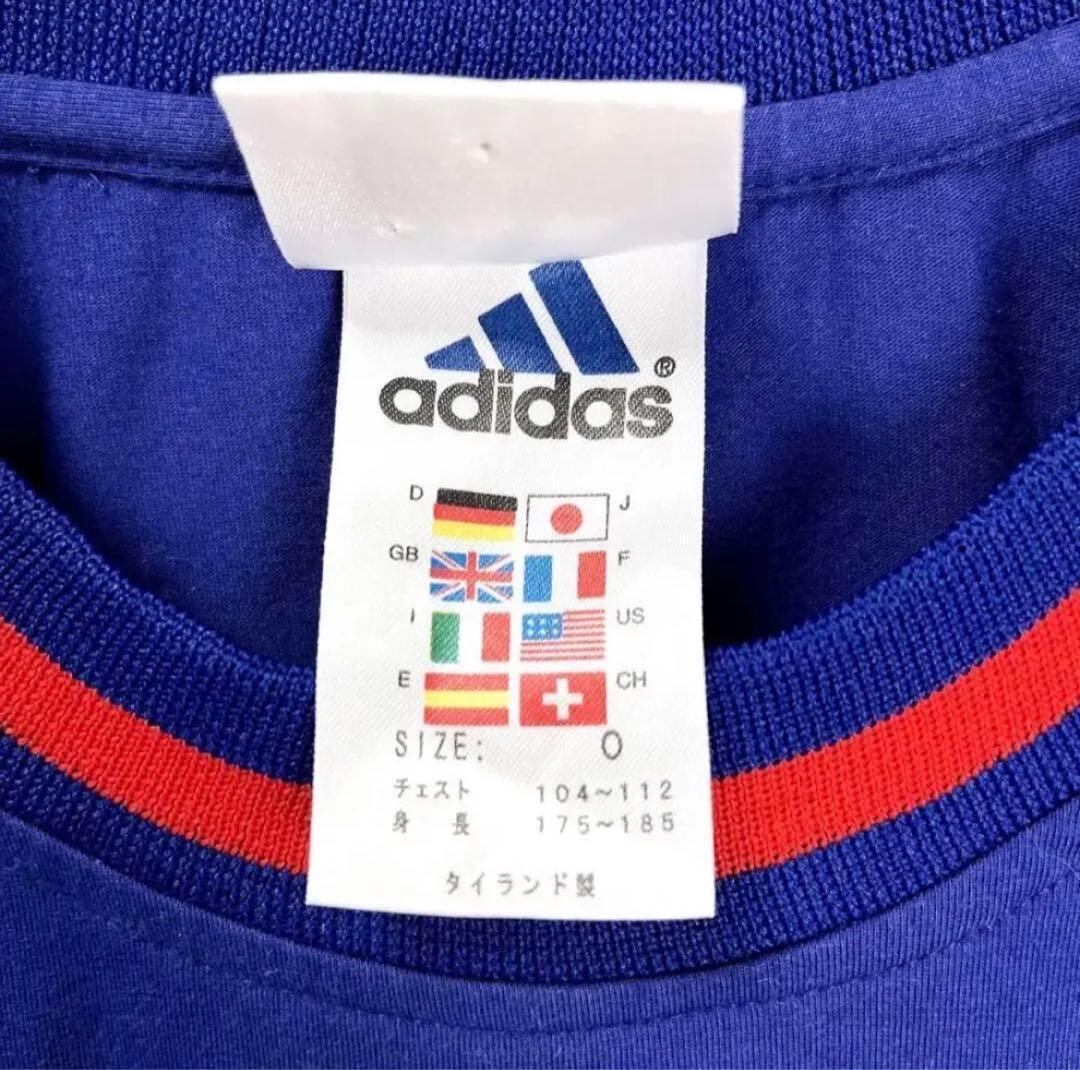 adidas®
D J
GB F
I US
E CH
SIZE: O
チェスト 104~112
身長 175~185
タイランド製